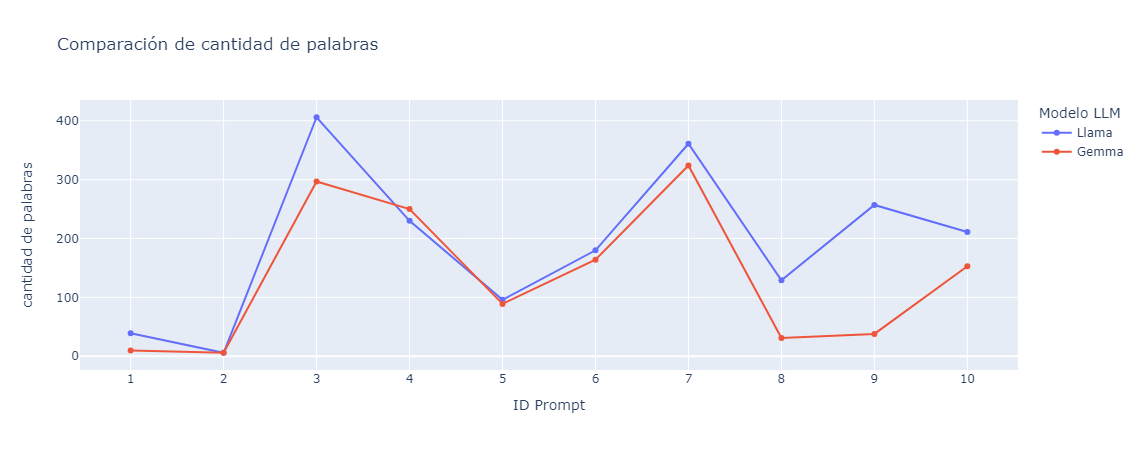 Comparación de cantidad de palabras
cantidad de palabras
400
300
200
100
0
1 2 3 4 5 6 7 8 9 10
ID Prompt
Modelo LLM
Llama
Gemma